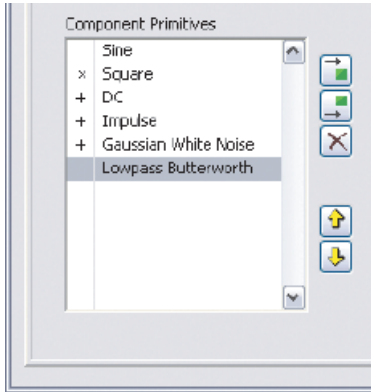 Component Primitives
Sine
× Square
+ DC
+ Impulse
+ Gaussian White Noise
Lowpass Butterworth